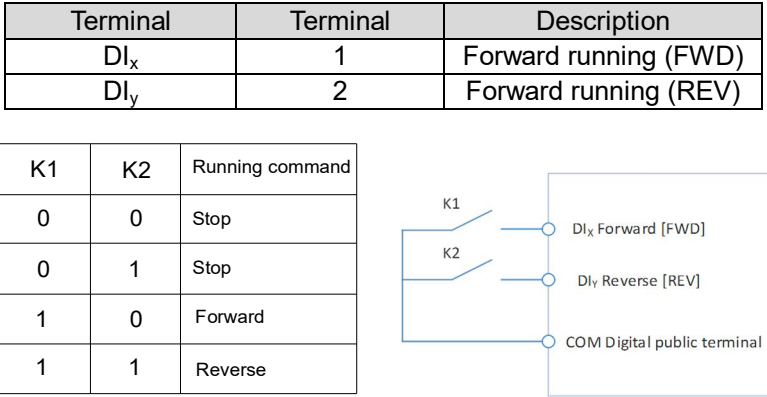 Terminal Terminal Description
DIx 1 Forward running (FWD)
DIy 2 Forward running (REV)
K1 K2 Running command
0 0 Stop
0 1 Stop
1 0 Forward
1 1 Reverse
K1
DIX Forward [FWD]
K2
DIY Reverse [REV]
COM Digital public terminal